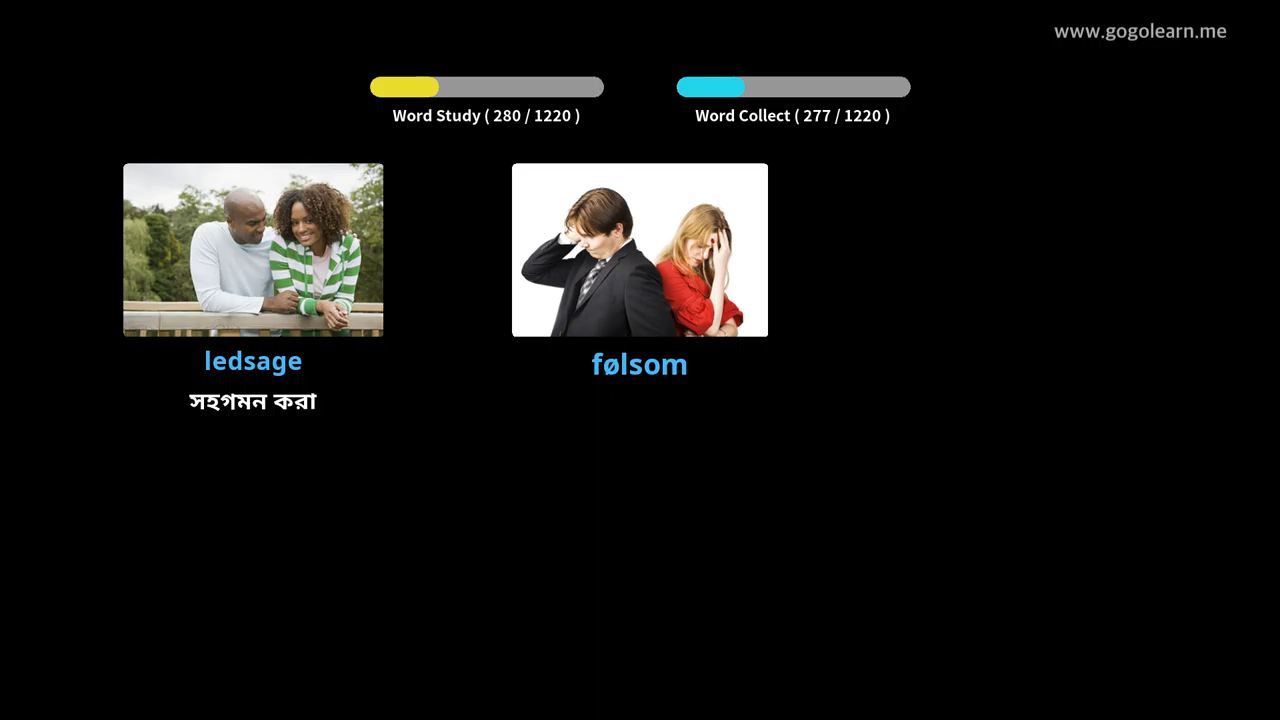 www.gogolearn.me
Word Study ( 280 / 1220 )
Word Collect ( 277 / 1220 )
ledsage
følsom
সহগমন করা